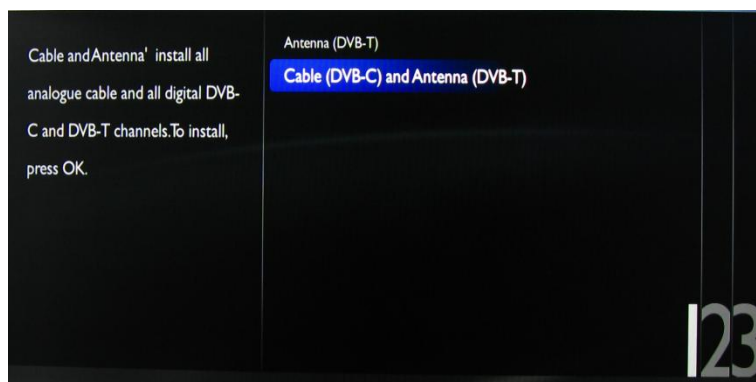 Cable and Antenna' install all
analogue cable and all digital DVB-
C and DVB-T channels.To install,
press OK.
Antenna (DVB-T)
Cable (DVB-C) and Antenna (DVB-T)
123